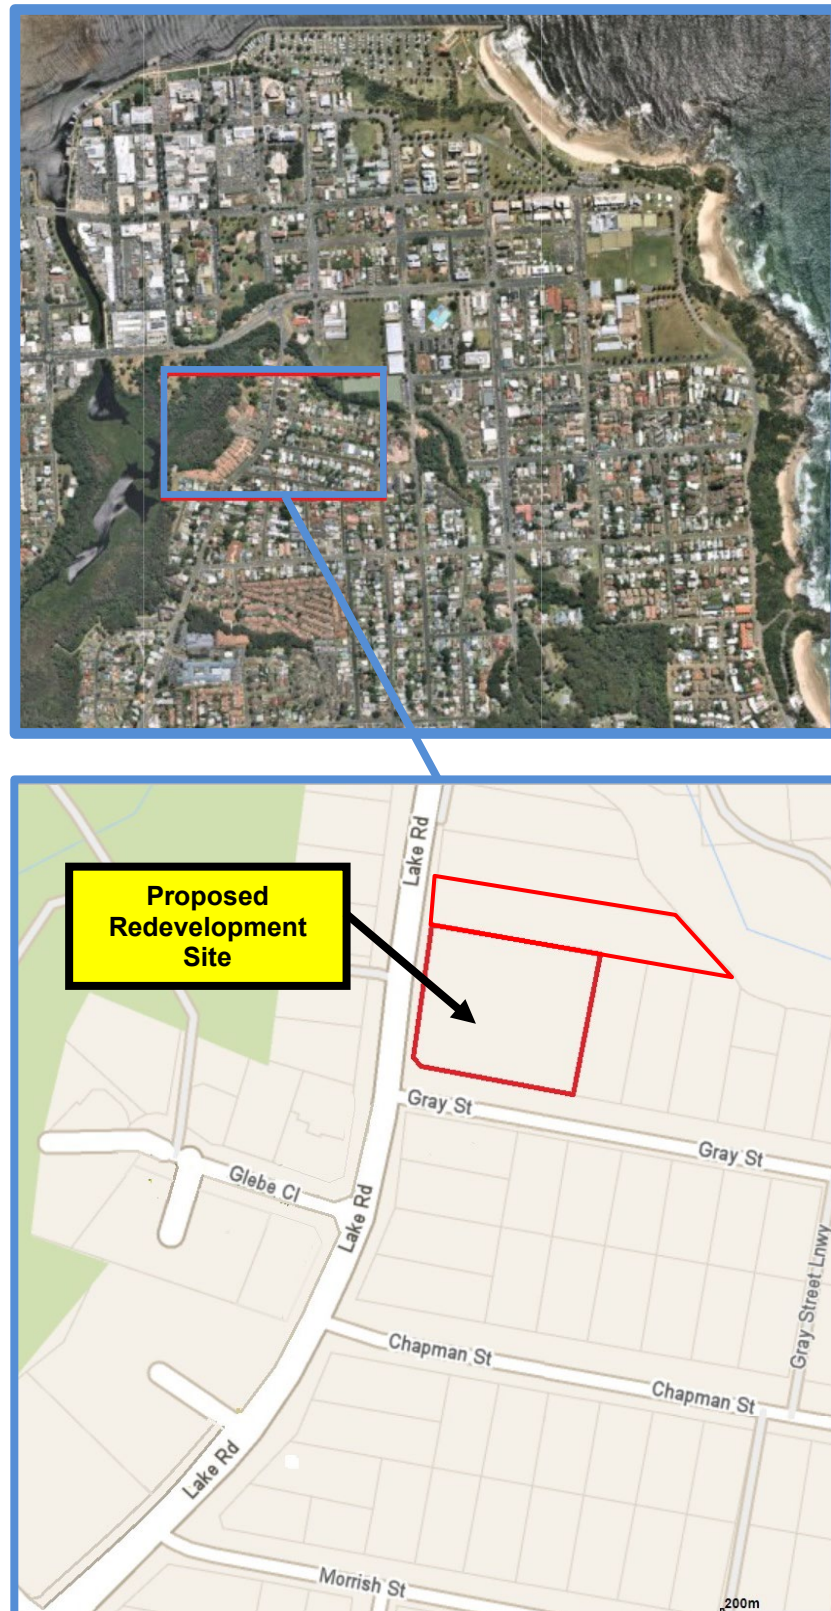 Lake Rd
Proposed
Redevelopment
Site
Gray St
Gray St
Glebe Cl
Lake Rd
Gray Street Lnwy
Chapman St
Chapman St
Lake Rd
Morrish St
200m